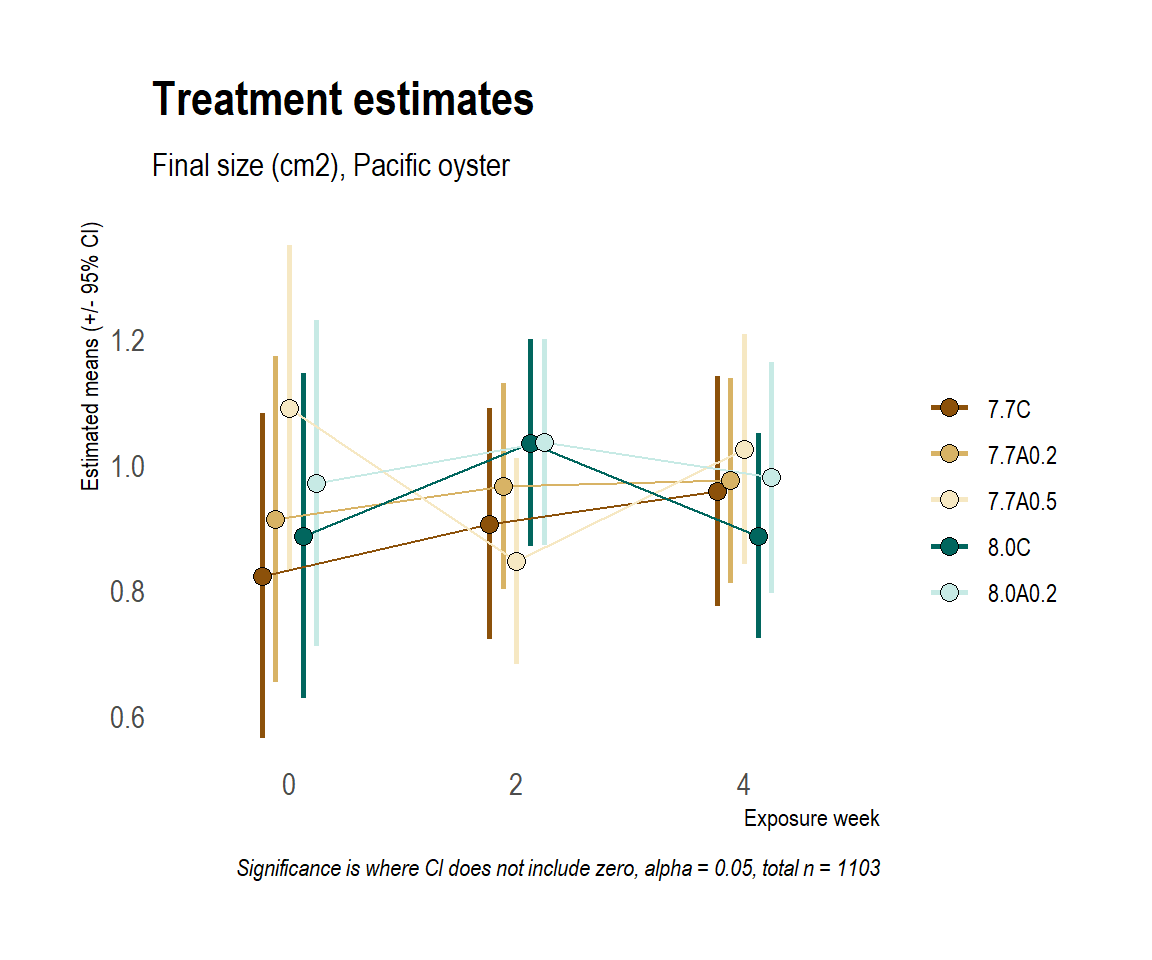 Treatment estimates
Final size (cm2), Pacific oyster
Estimated means (+/- 95% CI)
1.2
1.0
0.8
0.6
0
2
4
Exposure week
7.7C
7.7A0.2
7.7A0.5
8.0C
8.0A0.2
Significance is where CI does not include zero, alpha = 0.05, total n = 1103